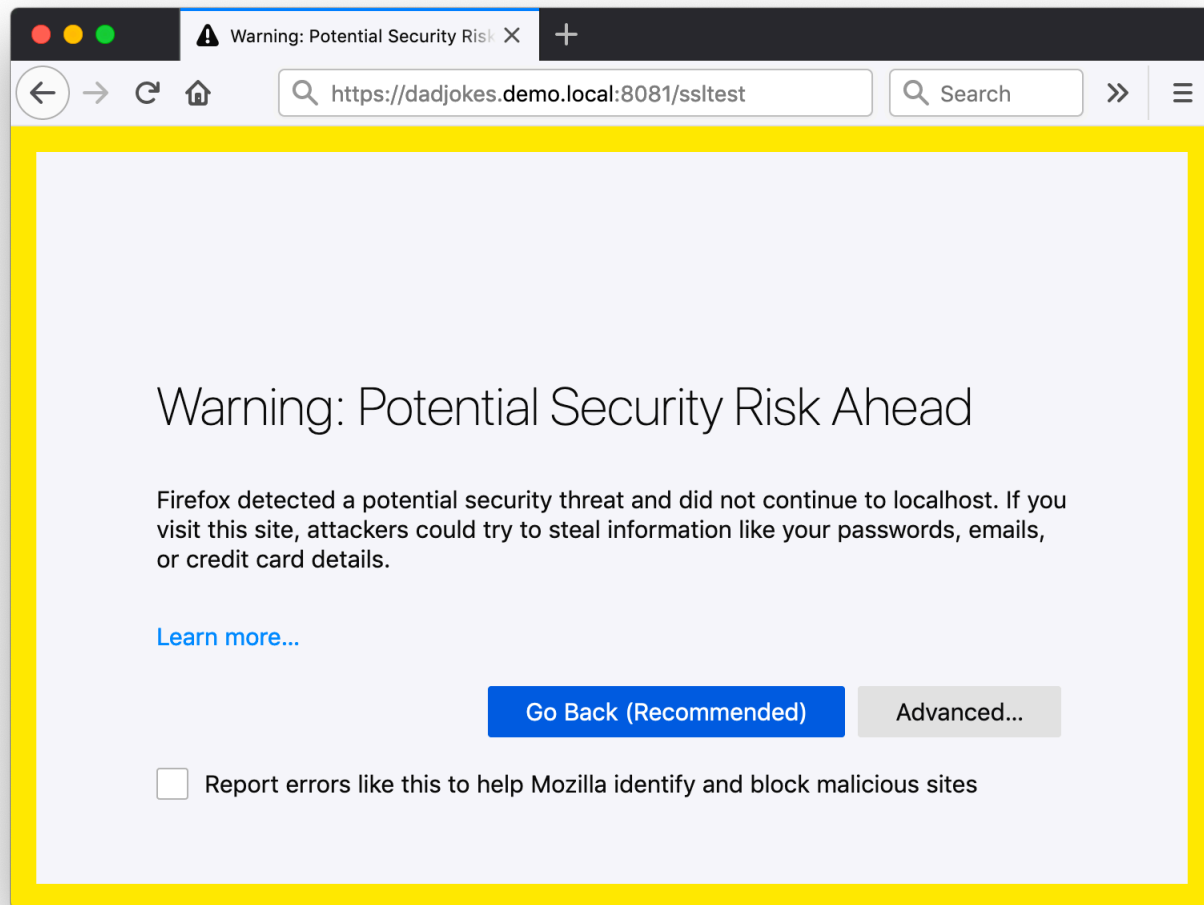 Warning: Potential Security Risk
https://dadjokes.demo.local:8081/ssltest
Search
Warning: Potential Security Risk Ahead
Firefox detected a potential security threat and did not continue to localhost. If you
visit this site, attackers could try to steal information like your passwords, emails,
or credit card details.
Learn more...
Go Back (Recommended)
Advanced...
Report errors like this to help Mozilla identify and block malicious sites